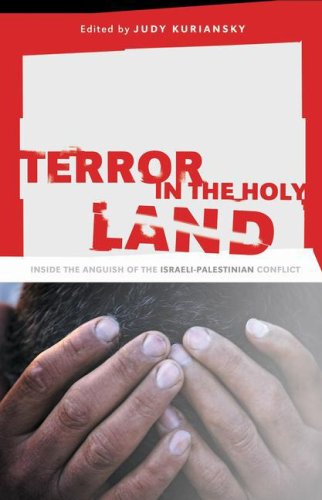 Edited by JUDY KURIANSKY
TERROR
IN THE HOLY
LAND
INSIDE THE ANGUISH OF THE ISRAELI-PALESTINIAN CONFLICT